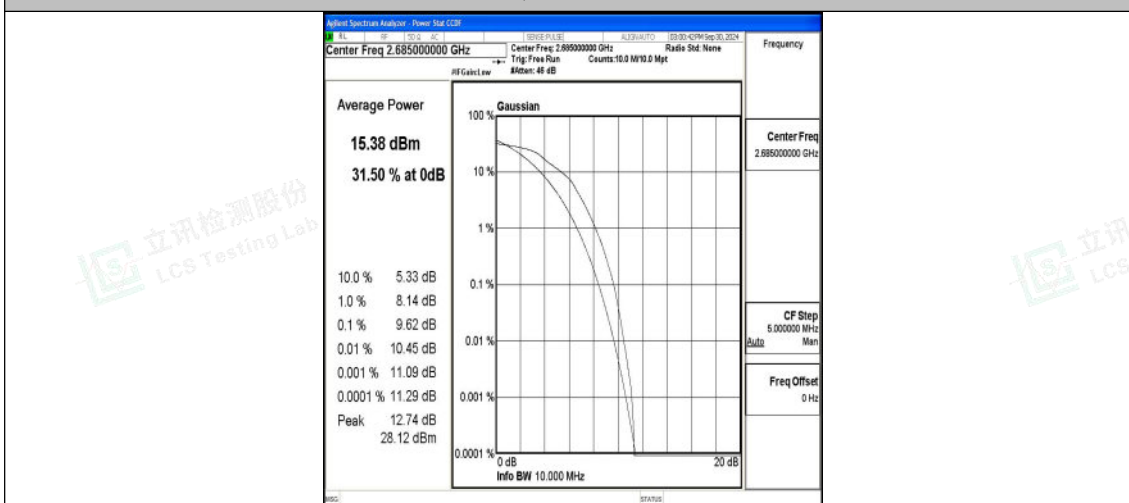 Agilent Spectrum Analyzer - Power Stat CCDF
RL RF 50 Ω AC SENSE:PULSE ALIGNAUTO 03:00:42PM Sep 30, 2024
Center Freq 2.685000000 GHz
Center Freq: 2.685000000 GHz Radio Std: None
Trig: Free Run Counts:10.0 M/10.0 Mpt
#IFGain:Low #Atten: 46 dB
Frequency
Average Power
15.38 dBm
31.50 % at 0dB
10.0 % 5.33 dB
1.0 % 8.14 dB
0.1 % 9.62 dB
0.01 % 10.45 dB
0.001 % 11.09 dB
0.0001 % 11.29 dB
Peak 12.74 dB
28.12 dBm
Gaussian
100 %
10 %
1 %
0.1 %
0.01 %
0.001 %
0.0001 %
0 dB 20 dB
Info BW 10.000 MHz
Center Freq
2.685000000 GHz
CF Step
5.000000 MHz
Auto Man
Freq Offset
0 Hz
MSG STATUS
立讯检测股份
LCS Testing Lab
立讯
LCS